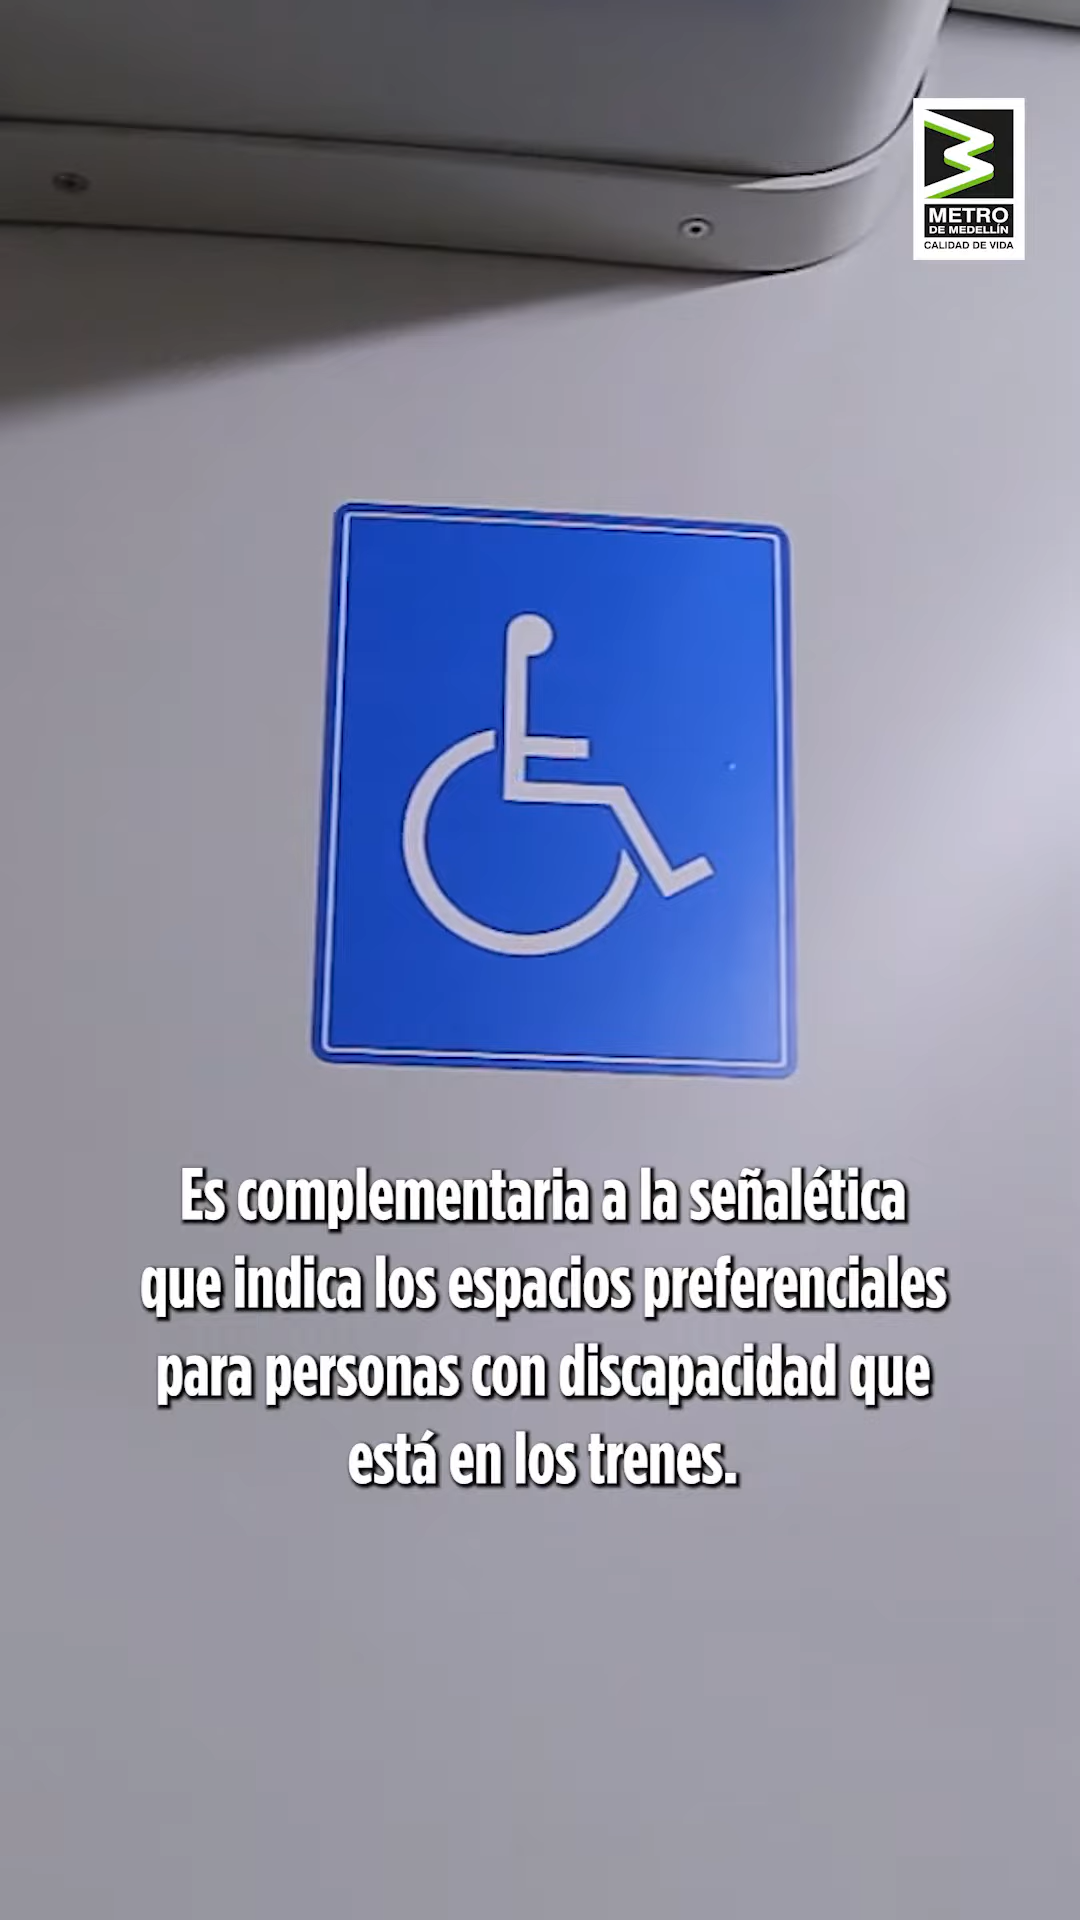 METRO
DE MEDELLÍN
CALIDAD DE VIDA
Es complementaria a la señalética
que indica los espacios preferenciales
para personas con discapacidad que
está en los trenes.